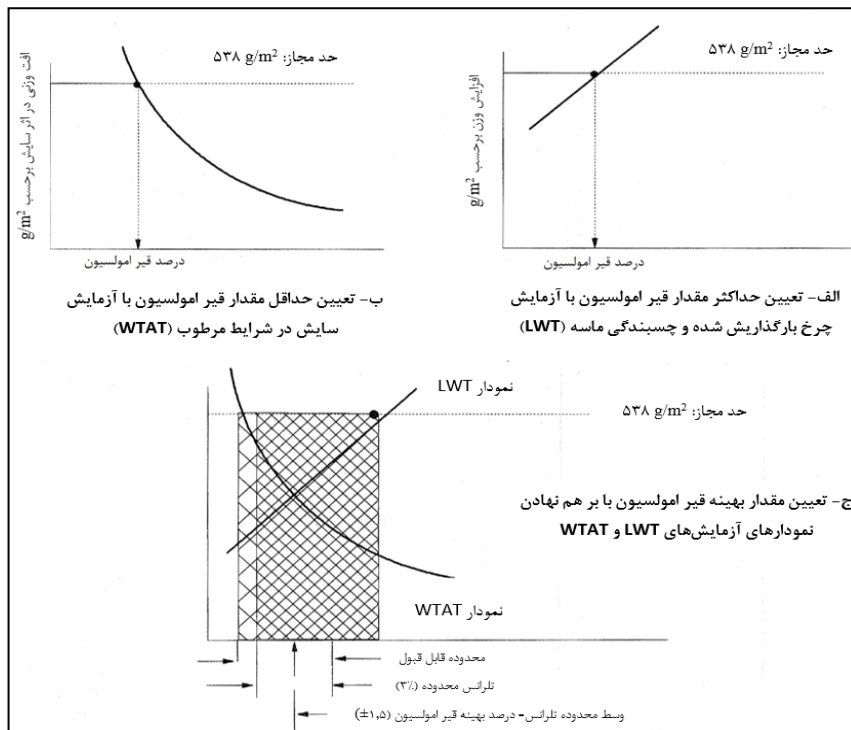 حد مجاز: ۵۳۸ g/m²
افزایش وزن برحسب g/m²
درصد قیر امولسیون
الف- تعیین حداکثر مقدار قیر امولسیون با آزمایش
چرخ بارگذاریش شده و چسبندگی ماسه (LWT)
حد مجاز: ۵۳۸ g/m²
افت وزنی در اثر سایش برحسب g/m²
درصد قیر امولسیون
ب- تعیین حداقل مقدار قیر امولسیون با آزمایش
سایش در شرایط مرطوب (WTAT)
نمودار LWT
حد مجاز: ۵۳۸ g/m²
ج- تعیین مقدار بهینه قیر امولسیون با بر هم نهادن
نمودارهای آزمایش‌های LWT و WTAT
نمودار WTAT
محدوده قابل قبول
تلرانس محدوده (۳٪)
وسط محدوده تلرانس- درصد بهینه قیر امولسیون (±۱٫۵)